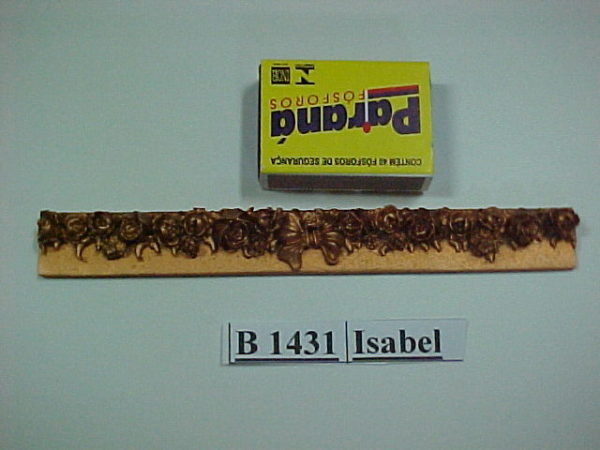 Paraná
FÓSFOROS
CONTÉM 40 FÓSFOROS DE SEGURANÇA
B 1431 Isabel